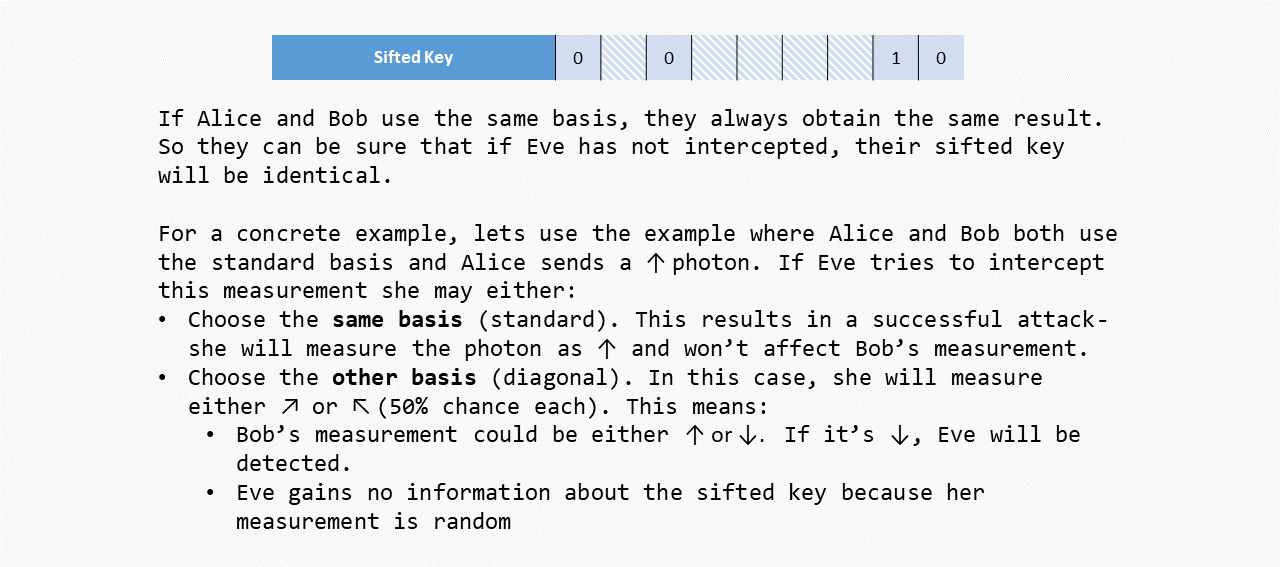 Sifted Key 0 0 1 0
If Alice and Bob use the same basis, they always obtain the same result.
So they can be sure that if Eve has not intercepted, their sifted key
will be identical.
For a concrete example, lets use the example where Alice and Bob both use
the standard basis and Alice sends a ↑ photon. If Eve tries to intercept
this measurement she may either:
• Choose the same basis (standard). This results in a successful attack-
she will measure the photon as ↑ and won’t affect Bob’s measurement.
• Choose the other basis (diagonal). In this case, she will measure
either ↗ or ↖ (50% chance each). This means:
• Bob’s measurement could be either ↑ or ↓. If it’s ↓, Eve will be
detected.
• Eve gains no information about the sifted key because her
measurement is random